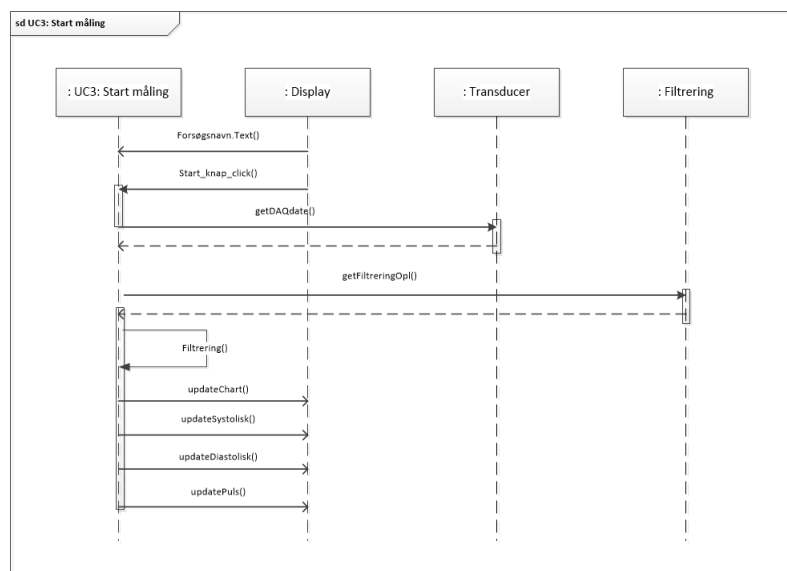 sd UC3: Start måling
: UC3: Start måling
: Display
: Transducer
: Filtrering
Forsøgsnavn.Text()
Start_knap_click()
getDAQdate()
getFiltreringOpl()
Filtrering()
updateChart()
updateSystolisk()
updateDiastolisk()
updatePuls()